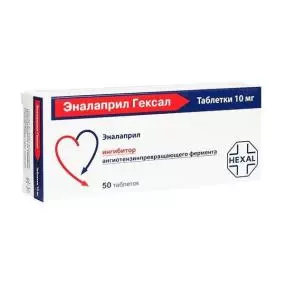 Эналаприл Гексал
Таблетки 10 мг
Эналаприл
ингибитор
ангиотензинпревращающего фермента
50 таблеток
HEXAL